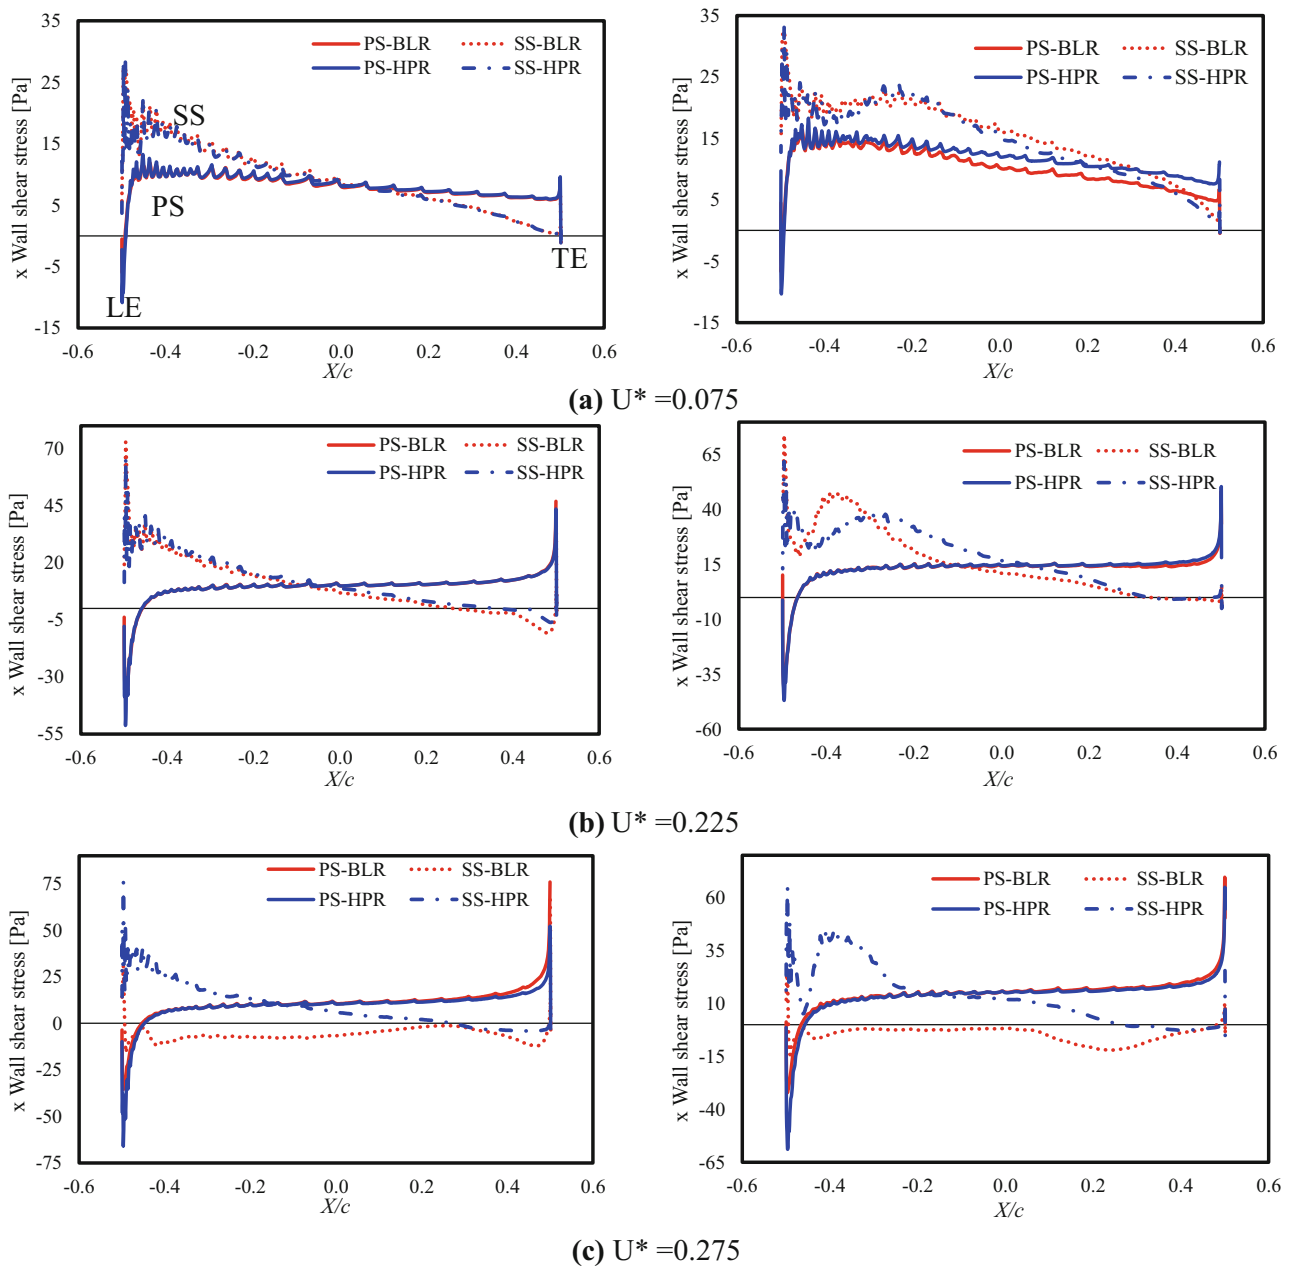 35
25
15
5
-5
-15
x Wall shear stress [Pa]
PS-BLR SS-BLR
PS-HPR SS-HPR
SS
PS
LE
TE
-0.6 -0.4 -0.2 0.0 0.2 0.4 0.6
X/c
35
25
15
5
-5
-15
x Wall shear stress [Pa]
PS-BLR SS-BLR
PS-HPR SS-HPR
-0.6 -0.4 -0.2 0.0 0.2 0.4 0.6
X/c
(a) U* =0.075
70
45
20
-5
-30
-55
x Wall shear stress [Pa]
PS-BLR SS-BLR
PS-HPR SS-HPR
-0.6 -0.4 -0.2 0.0 0.2 0.4 0.6
X/c
65
40
15
-10
-35
-60
x Wall shear stress [Pa]
PS-BLR SS-BLR
PS-HPR SS-HPR
-0.6 -0.4 -0.2 0.0 0.2 0.4 0.6
X/c
(b) U* =0.225
75
50
25
0
-25
-50
-75
x Wall shear stress [Pa]
PS-BLR SS-BLR
PS-HPR SS-HPR
-0.6 -0.4 -0.2 0.0 0.2 0.4 0.6
X/c
60
35
10
-15
-40
-65
x Wall shear stress [Pa]
PS-BLR SS-BLR
PS-HPR SS-HPR
-0.6 -0.4 -0.2 0.0 0.2 0.4 0.6
X/c
(c) U* =0.275